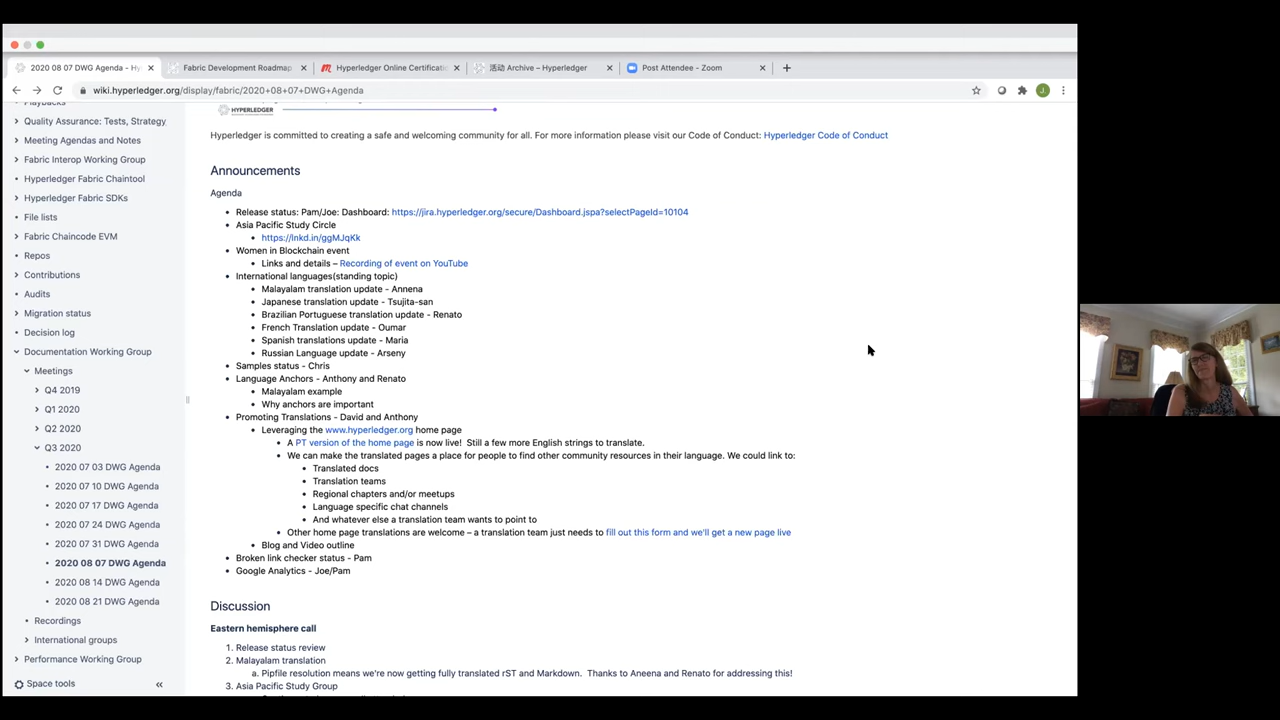 2020 08 07 DWG Agenda - Hy
Fabric Development Roadmap
Hyperledger Online Certificati
活动 Archive – Hyperledger
Post Attendee - Zoom
wiki.hyperledger.org/display/fabric/2020+08+07+DWG+Agenda
J
Playbacks
Quality Assurance: Tests, Strategy
Meeting Agendas and Notes
Fabric Interop Working Group
Hyperledger Fabric Chaintool
Hyperledger Fabric SDKs
File lists
Fabric Chaincode EVM
Repos
Contributions
Audits
Migration status
Decision log
Documentation Working Group
Meetings
Q4 2019
Q1 2020
Q2 2020
Q3 2020
2020 07 03 DWG Agenda
2020 07 10 DWG Agenda
2020 07 17 DWG Agenda
2020 07 24 DWG Agenda
2020 07 31 DWG Agenda
2020 08 07 DWG Agenda
2020 08 14 DWG Agenda
2020 08 21 DWG Agenda
Recordings
International groups
Performance Working Group
Space tools
HYPERLEDGER
Hyperledger is committed to creating a safe and welcoming community for all. For more information please visit our Code of Conduct: Hyperledger Code of Conduct
Announcements
Agenda
• Release status: Pam/Joe: Dashboard: https://jira.hyperledger.org/secure/Dashboard.jspa?selectPageId=10104
• Asia Pacific Study Circle
• https://lnkd.in/ggMJqKk
• Women in Blockchain event
• Links and details – Recording of event on YouTube
• International languages(standing topic)
• Malayalam translation update - Annena
• Japanese translation update - Tsujita-san
• Brazilian Portuguese translation update - Renato
• French Translation update - Oumar
• Spanish translations update - Maria
• Russian Language update - Arseny
• Samples status - Chris
• Language Anchors - Anthony and Renato
• Malayalam example
• Why anchors are important
• Promoting Translations - David and Anthony
• Leveraging the www.hyperledger.org home page
• A PT version of the home page is now live! Still a few more English strings to translate.
• We can make the translated pages a place for people to find other community resources in their language. We could link to:
• Translated docs
• Translation teams
• Regional chapters and/or meetups
• Language specific chat channels
• And whatever else a translation team wants to point to
• Other home page translations are welcome – a translation team just needs to fill out this form and we'll get a new page live
• Blog and Video outline
• Broken link checker status - Pam
• Google Analytics - Joe/Pam
Discussion
Eastern hemisphere call
1. Release status review
2. Malayalam translation
a. Pipfile resolution means we're now getting fully translated rST and Markdown. Thanks to Aneena and Renato for addressing this!
3. Asia Pacific Study Group